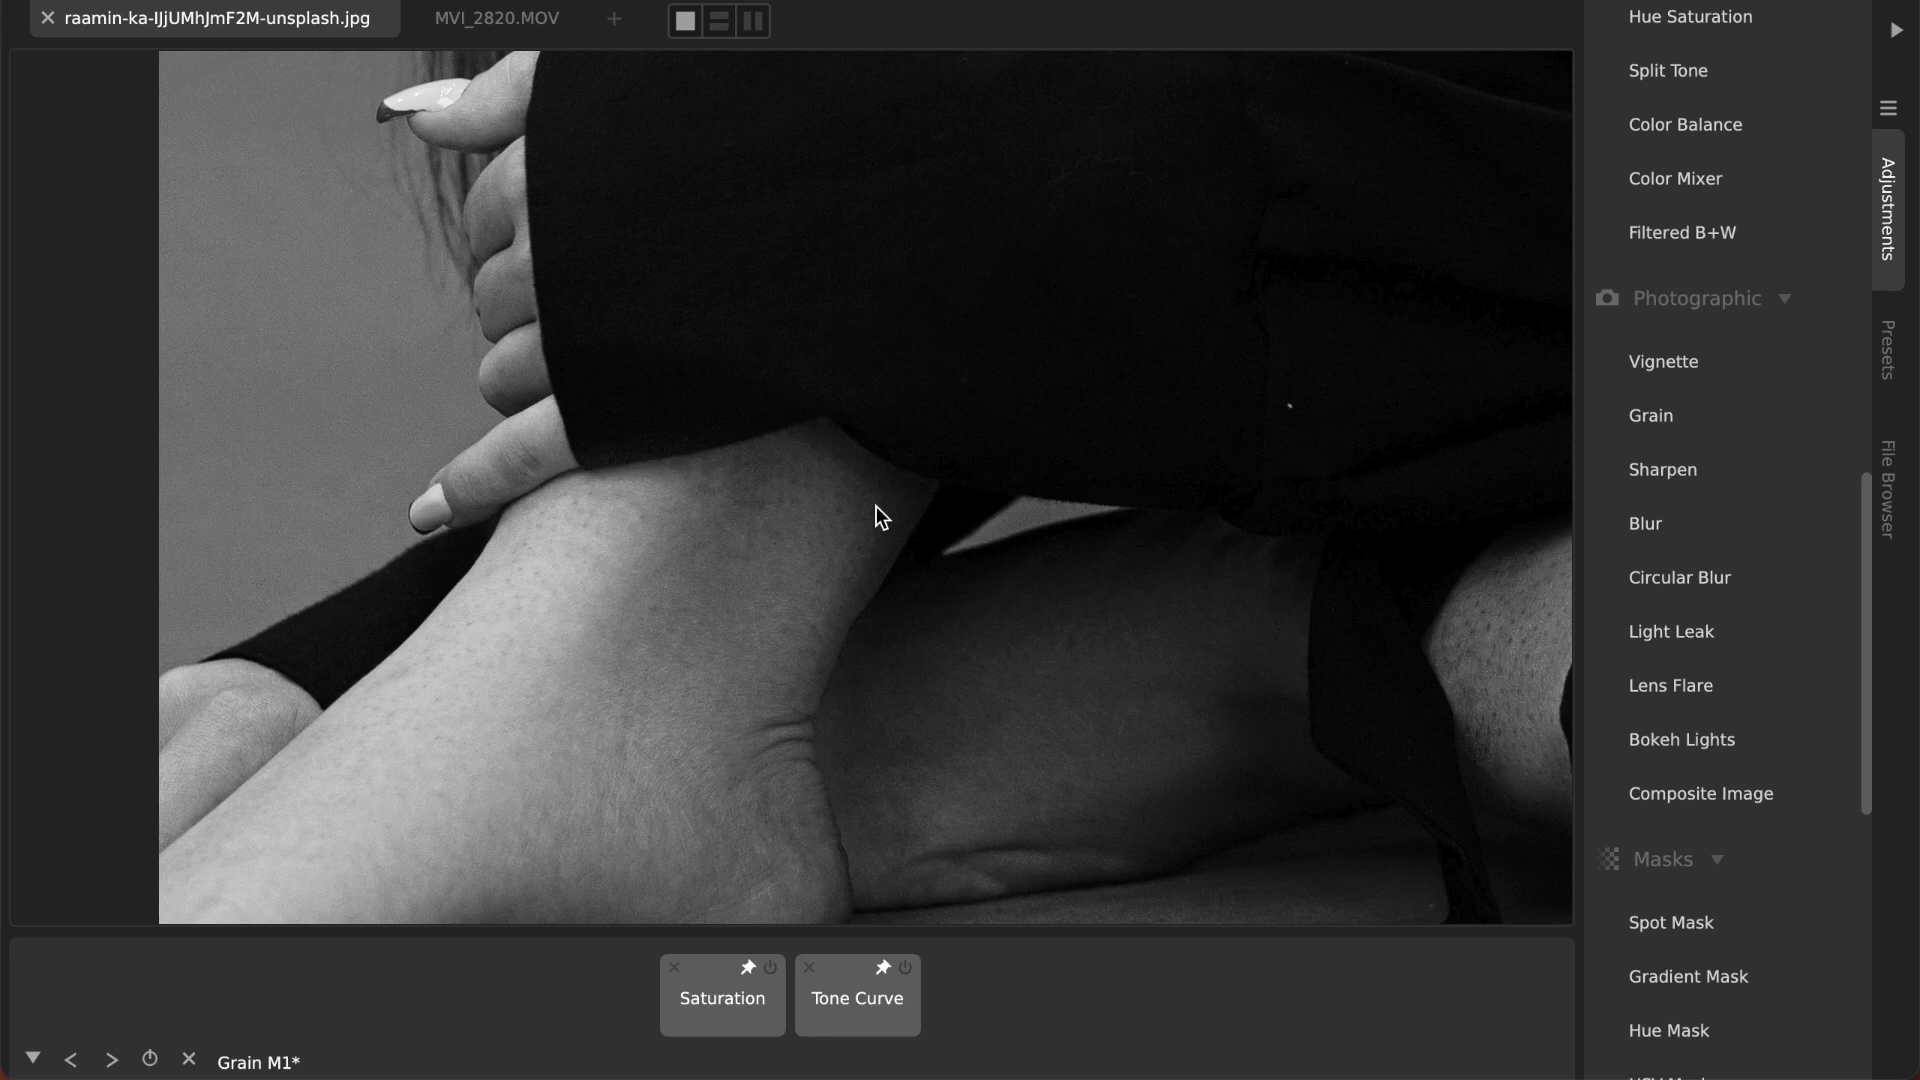 raamin-ka-IJjUMhJmF2M-unsplash.jpg
MVI_2820.MOV
Hue Saturation
Split Tone
Color Balance
Color Mixer
Filtered B+W
Photographic
Vignette
Grain
Sharpen
Blur
Circular Blur
Light Leak
Lens Flare
Bokeh Lights
Composite Image
Masks
Spot Mask
Gradient Mask
Hue Mask
Adjustments
Presets
File Browser
Saturation
Tone Curve
Grain M1*